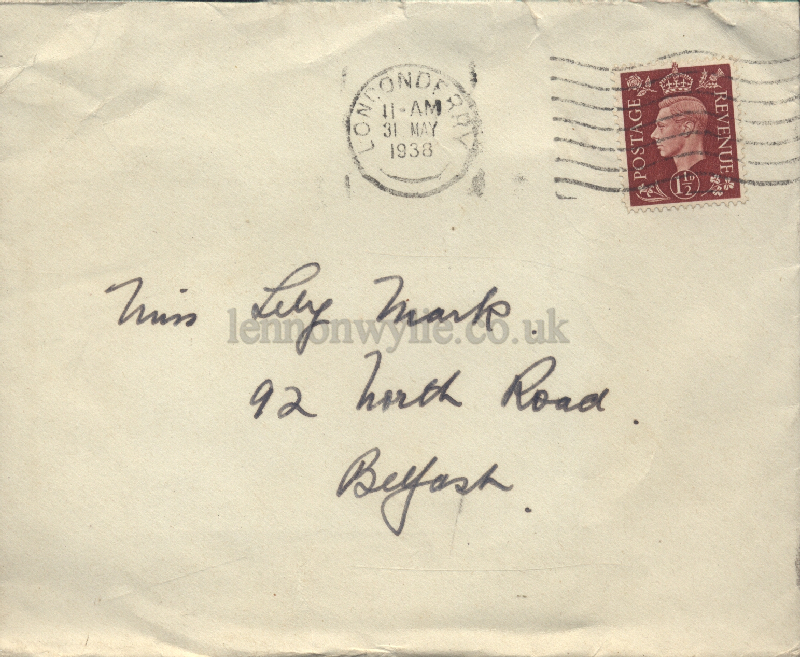 LONDONDERRY
11-AM
31 MAY
1938
POSTAGE REVENUE
1½D
Miss Lily Mark.
lennonwylie.co.uk
92 North Road.
Belfast.